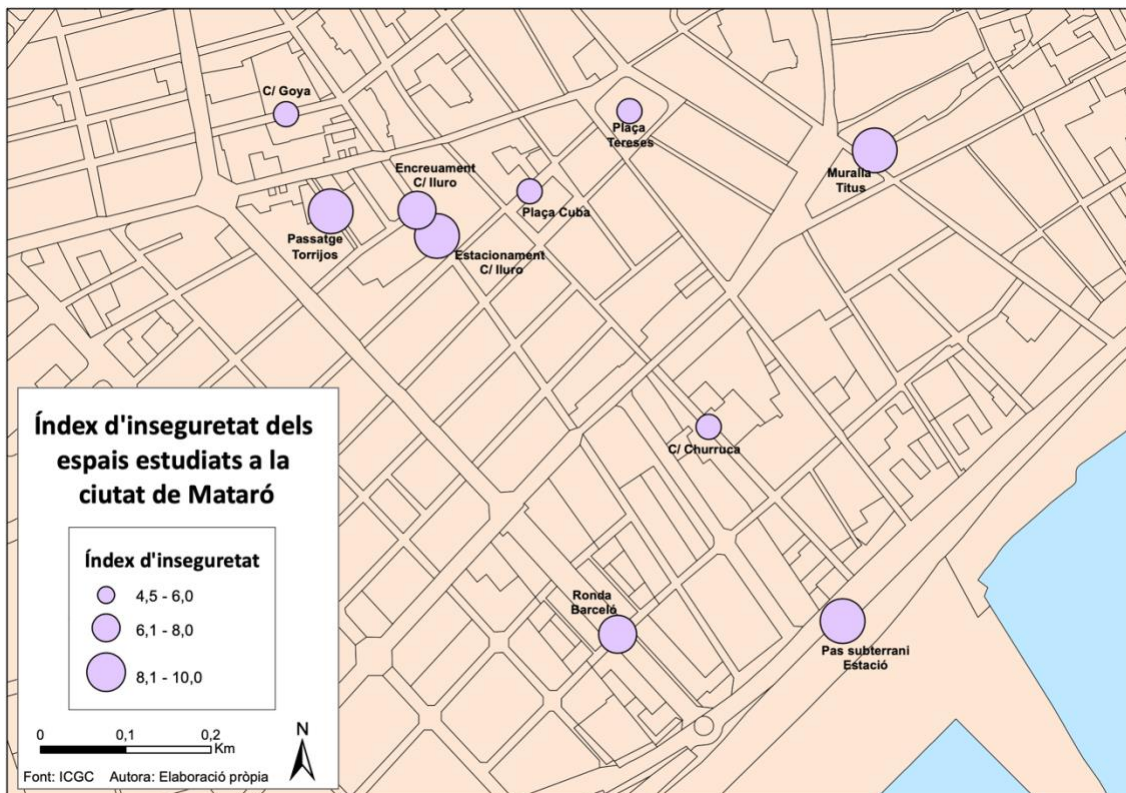 C/ Goya
Plaça
Tereses
Muralla
Titus
Encreuament
C/ Iluro
Plaça Cuba
Passatge
Torrijos
Estacionament
C/ Iluro
C/ Churruca
Ronda
Barceló
Pas subterrani
Estació
Índex d'inseguretat dels
espais estudiats a la
ciutat de Mataró
Índex d'inseguretat
4,5 - 6,0
6,1 - 8,0
8,1 - 10,0
N
0 0,1 0,2
Km
Font: ICGC Autora: Elaboració pròpia